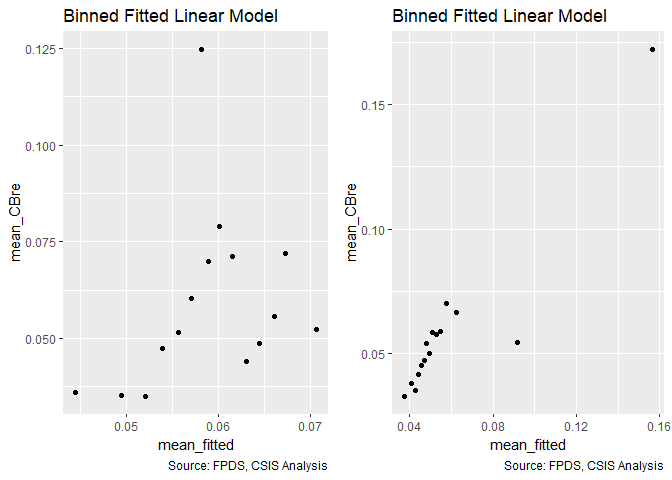 Binned Fitted Linear Model
0.125
0.100
0.075
0.050
mean_CBre
0.05 0.06 0.07
mean_fitted
Source: FPDS, CSIS Analysis
Binned Fitted Linear Model
0.15
0.10
0.05
mean_CBre
0.04 0.08 0.12 0.16
mean_fitted
Source: FPDS, CSIS Analysis